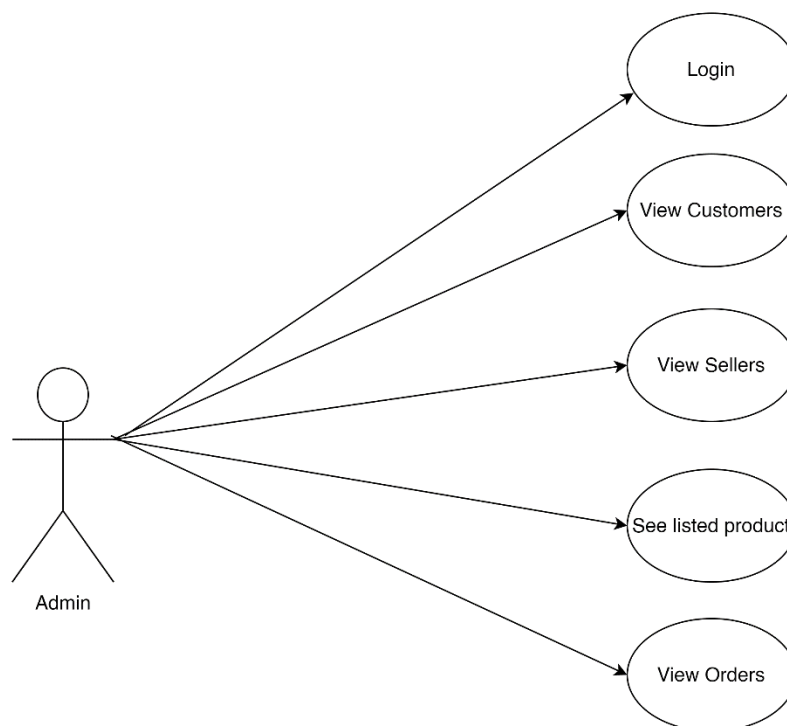 Login
View Customers
View Sellers
See listed product
Admin
View Orders